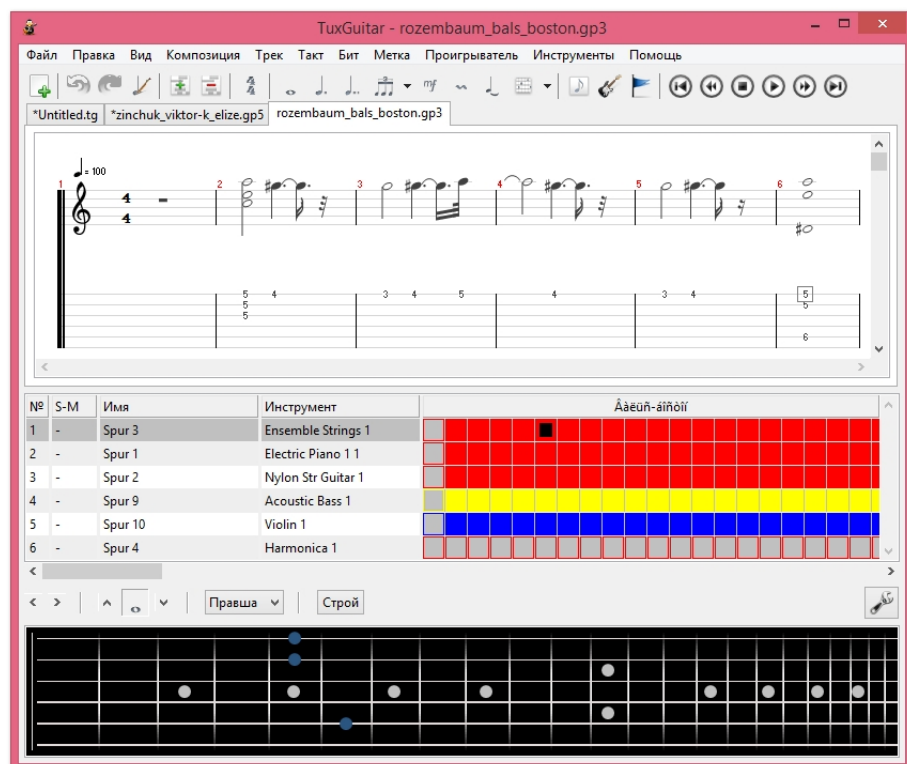 TuxGuitar - rozembaum_bals_boston.gp3
Файл Правка Вид Композиция Трек Такт Бит Метка Проигрыватель Инструменты Помощь
mf
*Untitled.tg *zinchuk_viktor-k_elize.gp5 rozembaum_bals_boston.gp3
= 100
1 2 3 4 5 6
4
4
5 4 3 4 5 4 3 4 5
5 5
5
6
№ S-M Имя Инструмент Âàëüñ-áîñòîí
1 - Spur 3 Ensemble Strings 1
2 - Spur 1 Electric Piano 1 1
3 - Spur 2 Nylon Str Guitar 1
4 - Spur 9 Acoustic Bass 1
5 - Spur 10 Violin 1
6 - Spur 4 Harmonica 1
Правша Строй